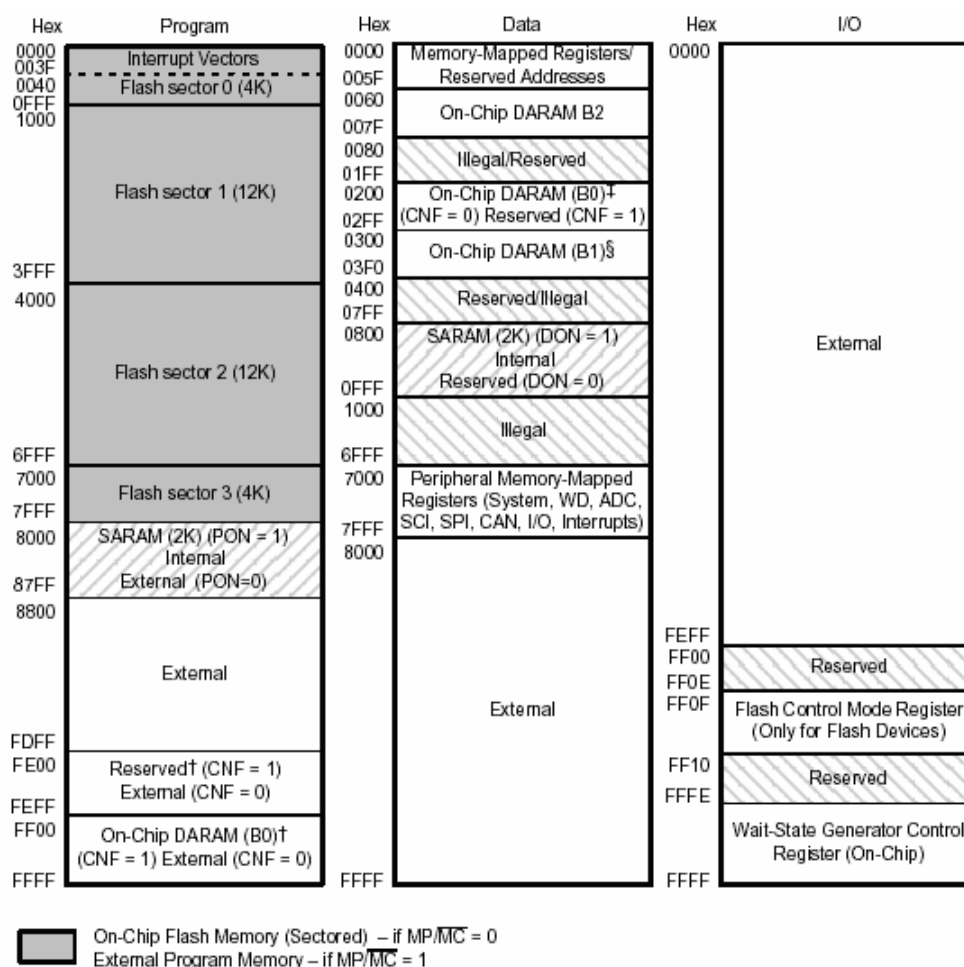 Hex Program
0000
Interrupt Vectors
003F
0040
Flash sector 0 (4K)
0FFF
1000
Flash sector 1 (12K)
3FFF
4000
Flash sector 2 (12K)
6FFF
7000
Flash sector 3 (4K)
7FFF
8000
SARAM (2K) (PON = 1)
Internal
External (PON=0)
87FF
8800
External
FDFF
FE00
Reserved† (CNF = 1)
External (CNF = 0)
FEFF
FF00
On-Chip DARAM (B0)†
(CNF = 1) External (CNF = 0)
FFFF
Hex Data
0000
Memory-Mapped Registers/
Reserved Addresses
005F
0060
On-Chip DARAM B2
007F
0080
Illegal/Reserved
01FF
0200
On-Chip DARAM (B0)‡
(CNF = 0) Reserved (CNF = 1)
02FF
0300
On-Chip DARAM (B1)§
03F0
0400
Reserved/Illegal
07FF
0800
SARAM (2K) (DON = 1)
Internal
Reserved (DON = 0)
0FFF
1000
Illegal
6FFF
7000
Peripheral Memory-Mapped
Registers (System, WD, ADC,
SCI, SPI, CAN, I/O, Interrupts)
7FFF
8000
External
FFFF
Hex I/O
0000
External
FEFF
FF00
Reserved
FF0E
FF0F
Flash Control Mode Register
(Only for Flash Devices)
FF10
Reserved
FFFE
Wait-State Generator Control
Register (On-Chip)
FFFF
On-Chip Flash Memory (Sectored) – if MP/M̅C̅ = 0
External Program Memory – if MP/M̅C̅ = 1